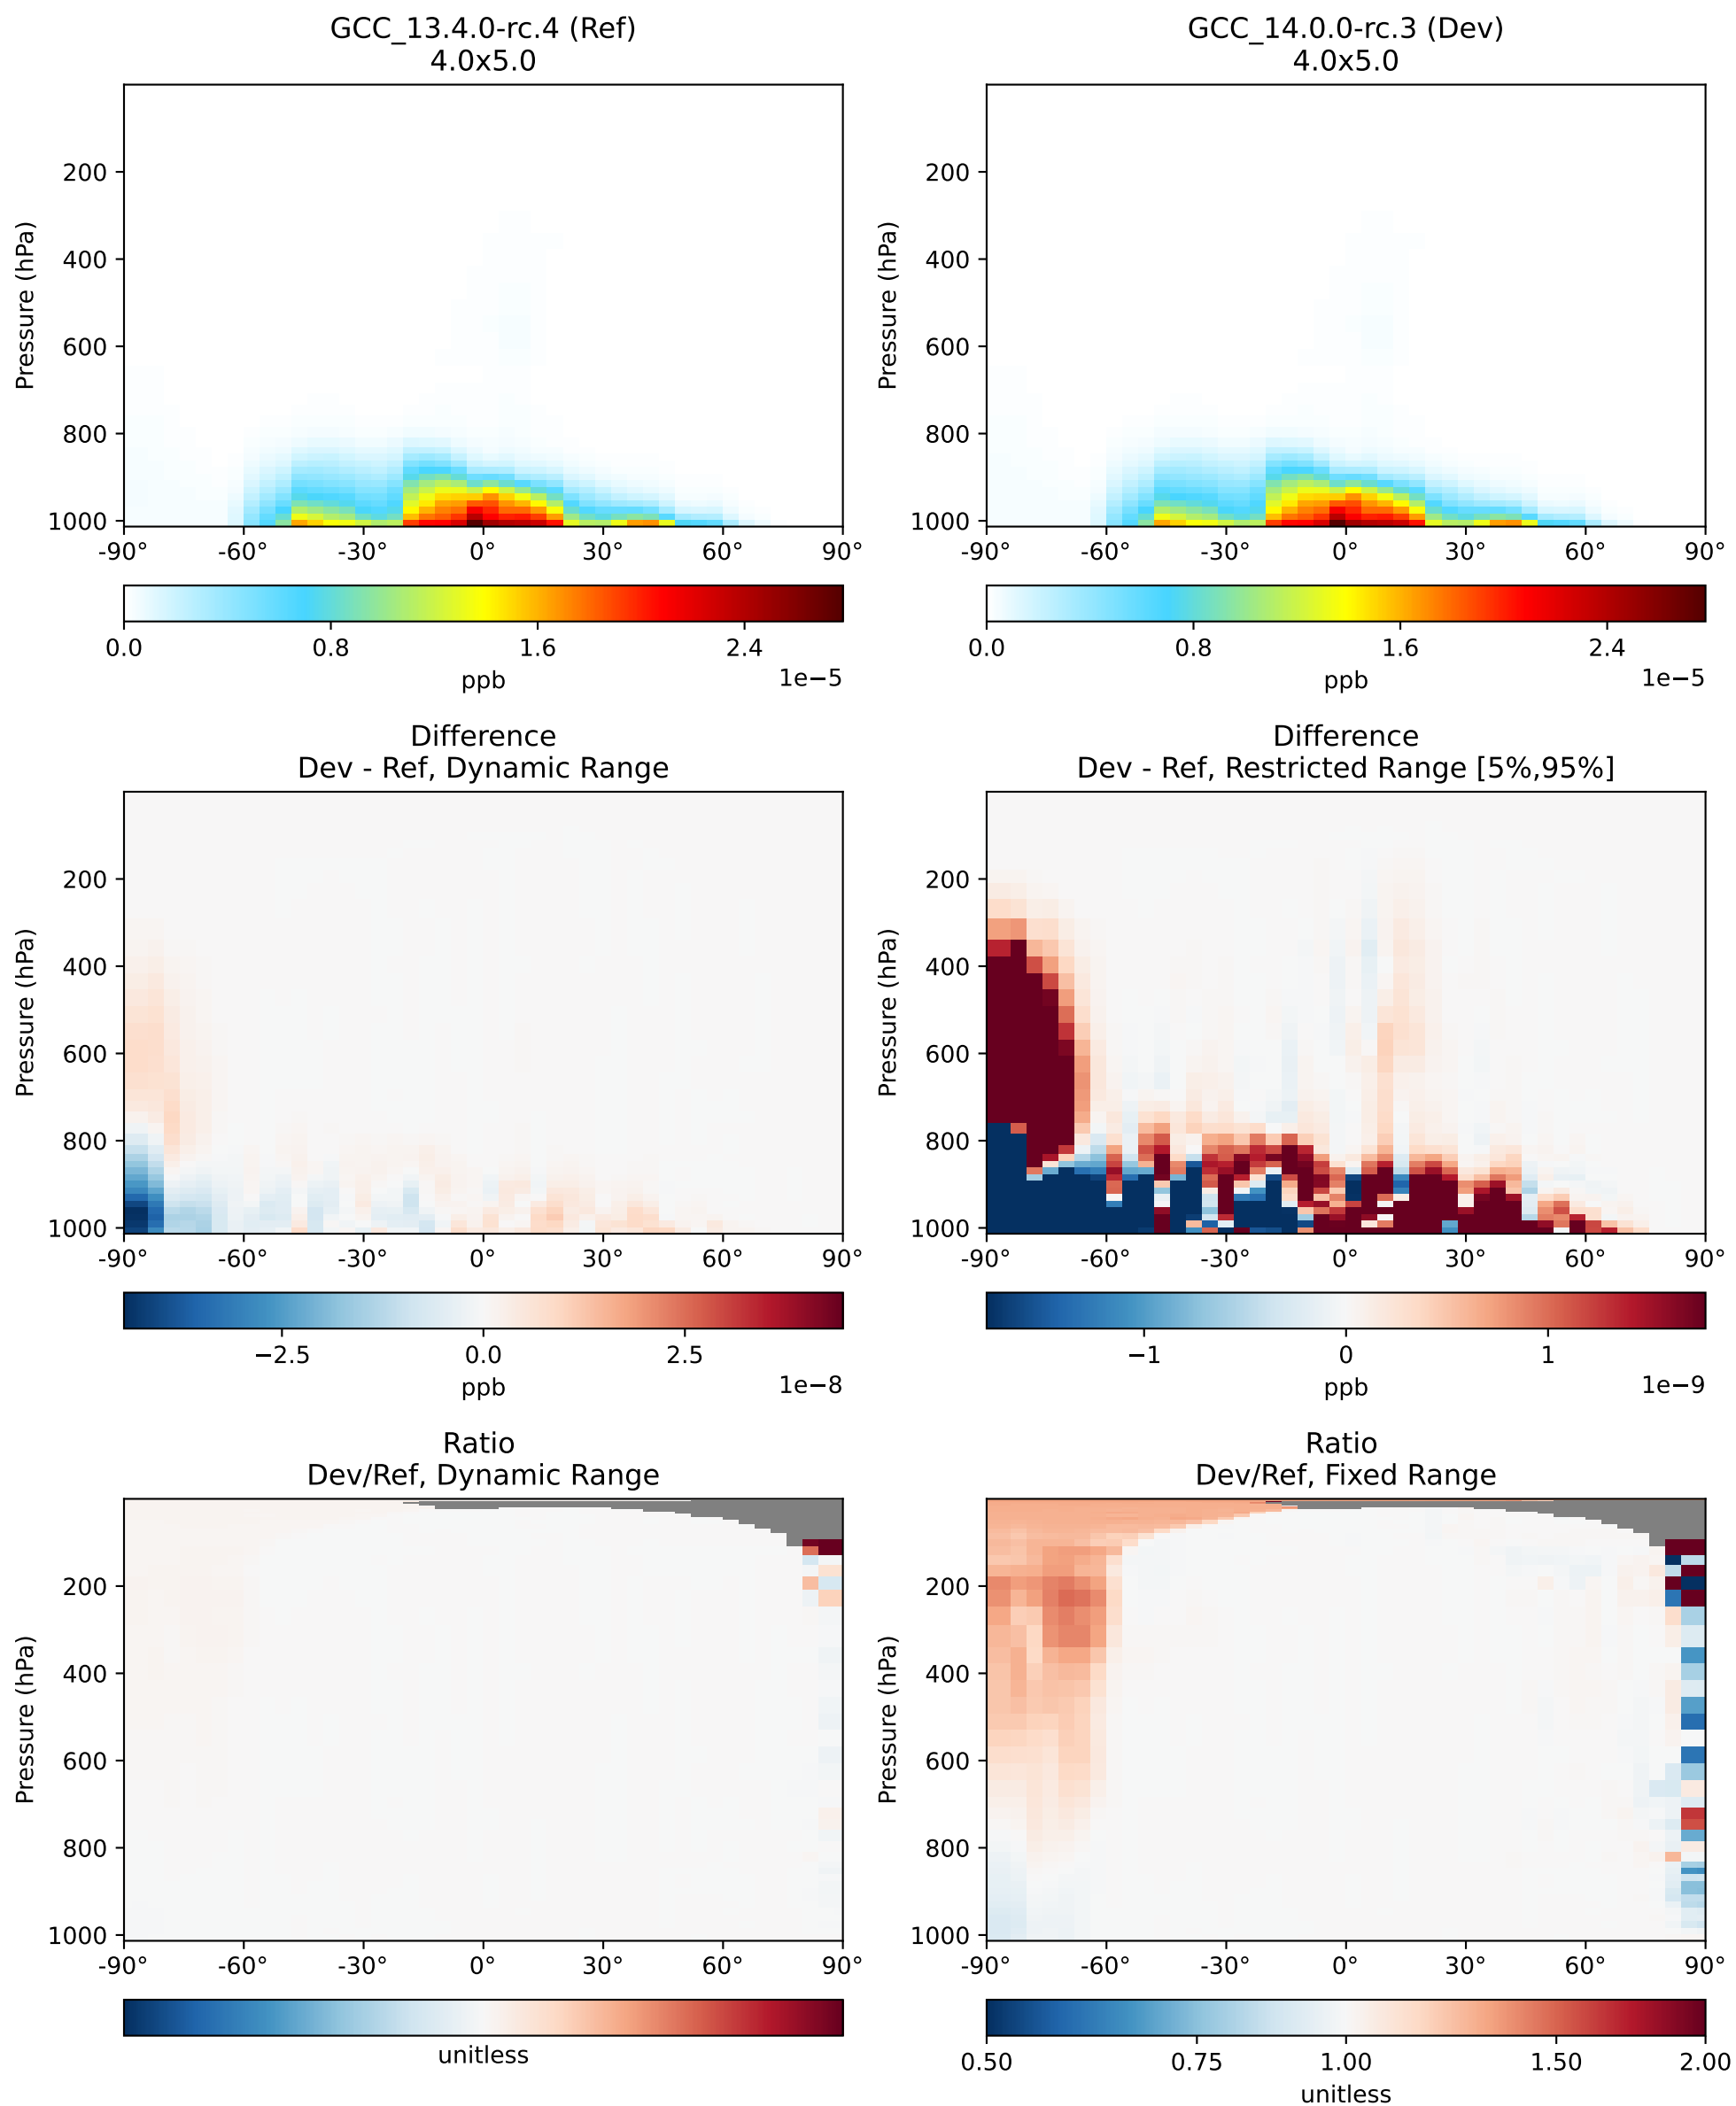 GCC_13.4.0-rc.4 (Ref)
4.0x5.0
Pressure (hPa)
200
400
600
800
1000
-90° -60° -30° 0° 30° 60° 90°
0.0 0.8 1.6 2.4
1e−5
ppb
GCC_14.0.0-rc.3 (Dev)
4.0x5.0
Pressure (hPa)
200
400
600
800
1000
-90° -60° -30° 0° 30° 60° 90°
0.0 0.8 1.6 2.4
1e−5
ppb
Difference
Dev - Ref, Dynamic Range
Pressure (hPa)
200
400
600
800
1000
-90° -60° -30° 0° 30° 60° 90°
−2.5 0.0 2.5
1e−8
ppb
Difference
Dev - Ref, Restricted Range [5%,95%]
Pressure (hPa)
200
400
600
800
1000
-90° -60° -30° 0° 30° 60° 90°
−1 0 1
1e−9
ppb
Ratio
Dev/Ref, Dynamic Range
Pressure (hPa)
200
400
600
800
1000
-90° -60° -30° 0° 30° 60° 90°
unitless
Ratio
Dev/Ref, Fixed Range
Pressure (hPa)
200
400
600
800
1000
-90° -60° -30° 0° 30° 60° 90°
0.50 0.75 1.00 1.50 2.00
unitless